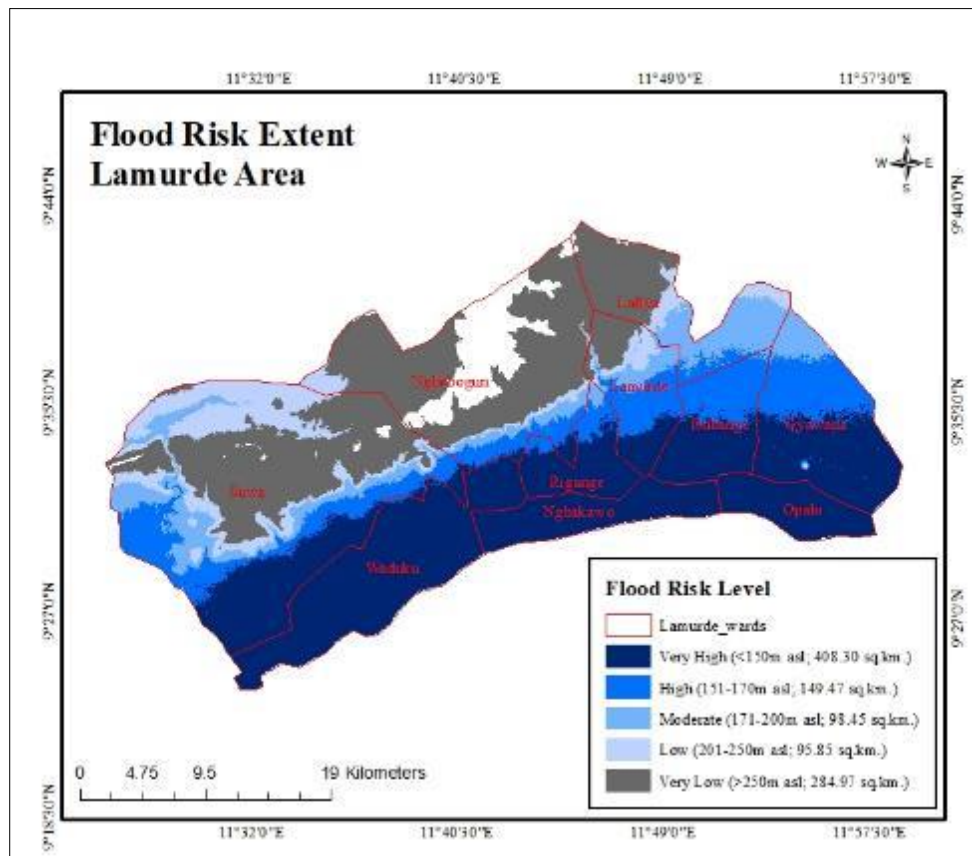 11°32'0"E 11°40'30"E 11°49'0"E 11°57'30"E
Flood Risk Extent
Lamurde Area
N
W E
S
9°44'0"N
9°44'0"N
9°35'30"N
9°35'30"N
9°27'0"N
9°27'0"N
9°18'30"N
Lamurde
Gyawana
Suwa
Rigange
Ngbakawo
Opalo
Waduku
Flood Risk Level
Lamurde_wards
Very High (<150m asl; 408.30 sq.km.)
High (151-170m asl; 149.47 sq.km.)
Moderate (171-200m asl; 98.45 sq.km.)
Low (201-250m asl; 95.85 sq.km.)
Very Low (>250m asl; 284.97 sq.km.)
0 4.75 9.5 19 Kilometers
11°32'0"E 11°40'30"E 11°49'0"E 11°57'30"E